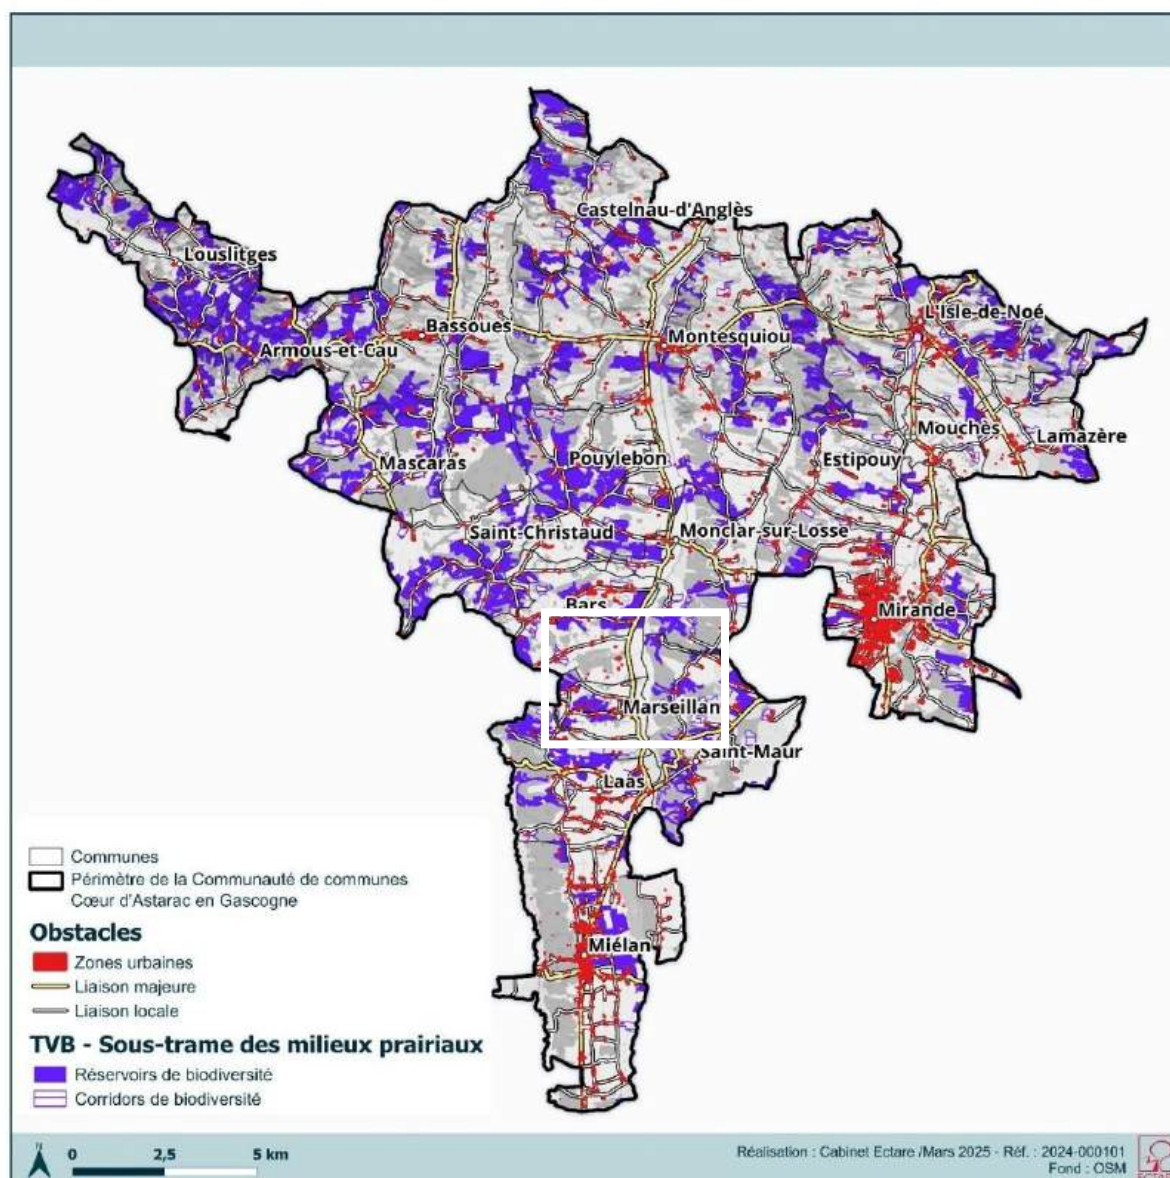 Castelnau-d'Anglès
Louslitges
L'Isle-de-Noé
Bassoues
Montesquiou
Armous-et-Cau
Mouchès
Lamazère
Pouylebon
Estipouy
Mascaras
Saint-Christaud
Monclar-sur-Losse
Bars
Mirande
Marseillan
Saint-Maur
Laas
Miélan
Communes
Périmètre de la Communauté de communes
Cœur d'Astarac en Gascogne
Obstacles
Zones urbaines
Liaison majeure
Liaison locale
TVB - Sous-trame des milieux prairiaux
Réservoirs de biodiversité
Corridors de biodiversité
N
0 2,5 5 km
Réalisation : Cabinet Ectare /Mars 2025 - Réf. : 2024-000101
Fond : OSM